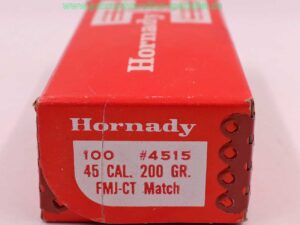 Hornady
Hornady
100 #4515
45 CAL. 200 GR.
FMJ-CT Match